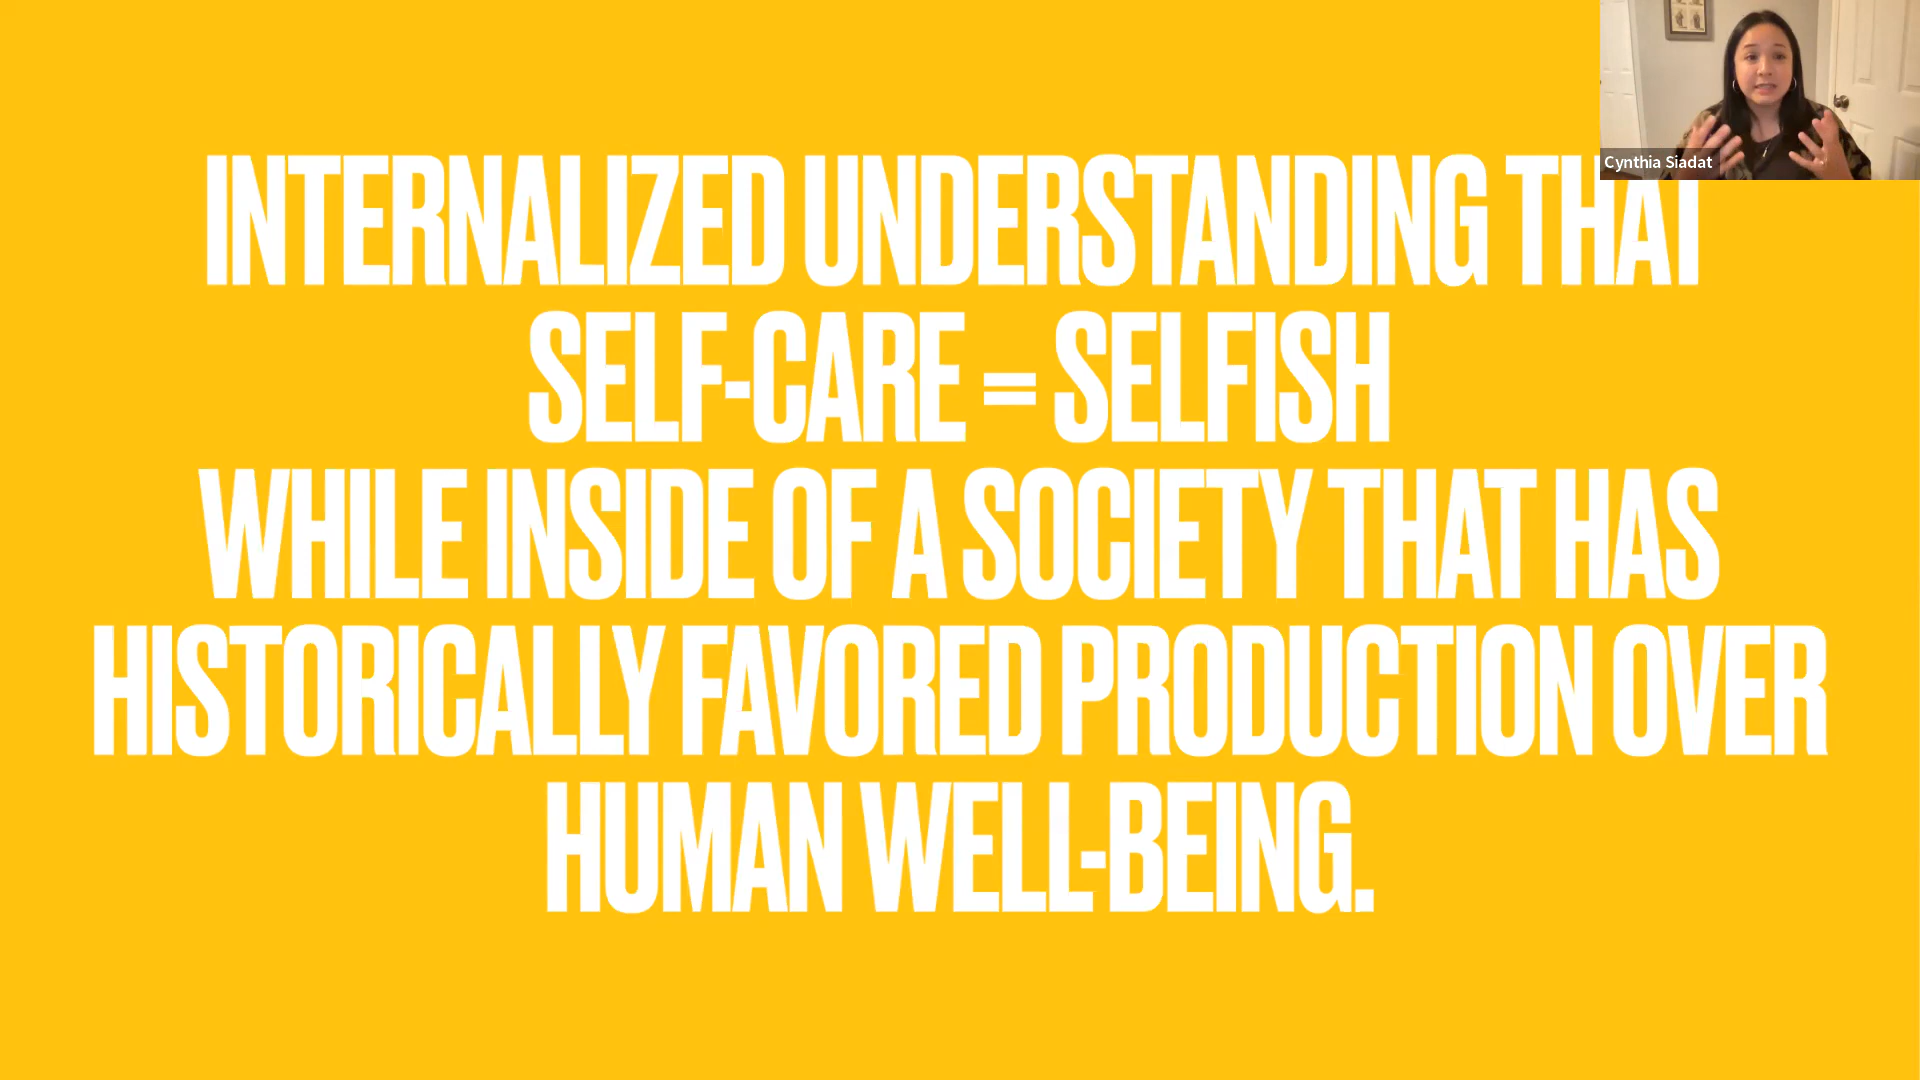 INTERNALIZED UNDERSTANDING THAT
SELF-CARE = SELFISH
WHILE INSIDE OF A SOCIETY THAT HAS
HISTORICALLY FAVORED PRODUCTION OVER
HUMAN WELL-BEING.
Cynthia Siadat